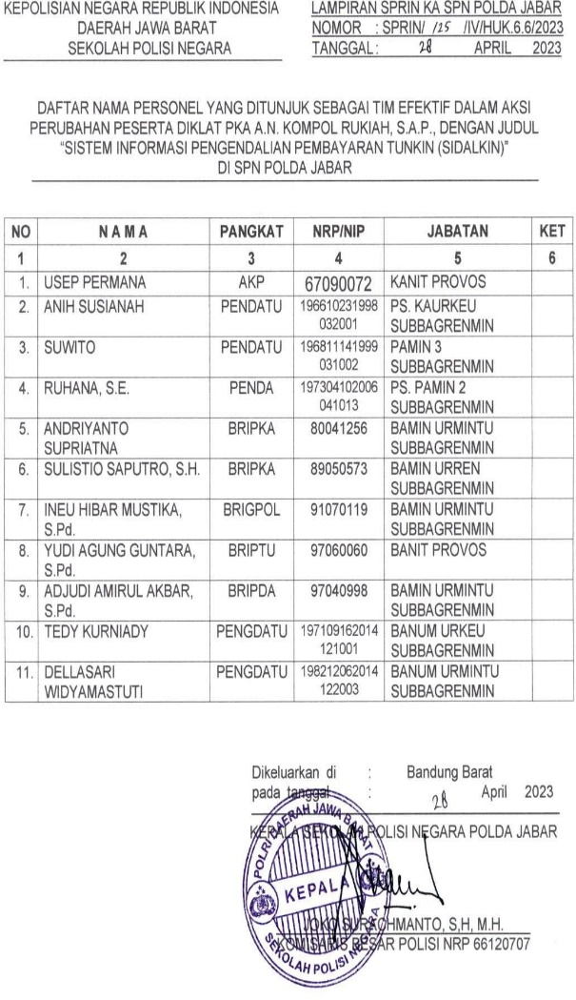 KEPOLISIAN NEGARA REPUBLIK INDONESIA
DAERAH JAWA BARAT
SEKOLAH POLISI NEGARA
LAMPIRAN SPRIN KA SPN POLDA JABAR
NOMOR : SPRIN/ 125 /IV/HUK.6.6/2023
TANGGAL : 28 APRIL 2023
DAFTAR NAMA PERSONEL YANG DITUNJUK SEBAGAI TIM EFEKTIF DALAM AKSI
PERUBAHAN PESERTA DIKLAT PKA A.N. KOMPOL RUKIAH, S.A.P., DENGAN JUDUL
“SISTEM INFORMASI PENGENDALIAN PEMBAYARAN TUNKIN (SIDALKIN)”
DI SPN POLDA JABAR
NO N A M A PANGKAT NRP/NIP JABATAN KET
1 2 3 4 5 6
1. USEP PERMANA AKP 67090072 KANIT PROVOS
2. ANIH SUSIANAH PENDATU 196610231998 PS. KAURKEU
032001 SUBBAGRENMIN
3. SUWITO PENDATU 196811141999 PAMIN 3
031002 SUBBAGRENMIN
4. RUHANA, S.E. PENDA 197304102006 PS. PAMIN 2
041013 SUBBAGRENMIN
5. ANDRIYANTO BRIPKA 80041256 BAMIN URMINTU
SUPRIATNA SUBBAGRENMIN
6. SULISTIO SAPUTRO, S.H. BRIPKA 89050573 BAMIN URREN
SUBBAGRENMIN
7. INEU HIBAR MUSTIKA, BRIGPOL 91070119 BAMIN URMINTU
S.Pd. SUBBAGRENMIN
8. YUDI AGUNG GUNTARA, BRIPTU 97060060 BANIT PROVOS
S.Pd.
9. ADJUDI AMIRUL AKBAR, BRIPDA 97040998 BAMIN URMINTU
S.Pd. SUBBAGRENMIN
10. TEDY KURNIADY PENGDATU 197109162014 BANUM URKEU
121001 SUBBAGRENMIN
11. DELLASARI PENGDATU 198212062014 BANUM URMINTU
WIDYAMASTUTI 122003 SUBBAGRENMIN
Dikeluarkan di : Bandung Barat
pada tanggal : 28 April 2023
KEPALA SEKOLAH POLISI NEGARA POLDA JABAR
POLRI DAERAH JAWA BARAT
KEPALA
SEKOLAH POLISI NEGARA
JOKO SURACHMANTO, S,H, M.H.
KOMISARIS BESAR POLISI NRP 66120707